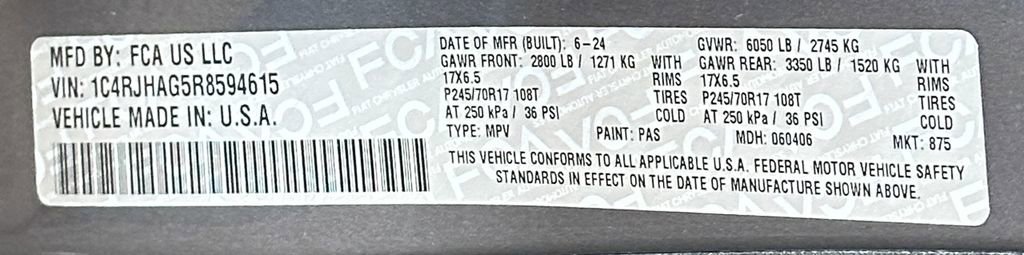 MFD BY: FCA US LLC
VIN: 1C4RJHAG5R8594615
VEHICLE MADE IN: U.S.A.
DATE OF MFR (BUILT): 6-24
GAWR FRONT: 2800 LB / 1271 KG WITH
17X6.5 RIMS
P245/70R17 108T TIRES
AT 250 kPa / 36 PSI COLD
TYPE: MPV PAINT: PAS
GVWR: 6050 LB / 2745 KG
GAWR REAR: 3350 LB / 1520 KG WITH
17X6.5 RIMS
P245/70R17 108T TIRES
AT 250 kPa / 36 PSI COLD
MDH: 060406 MKT: 875
THIS VEHICLE CONFORMS TO ALL APPLICABLE U.S.A. FEDERAL MOTOR VEHICLE SAFETY
STANDARDS IN EFFECT ON THE DATE OF MANUFACTURE SHOWN ABOVE.